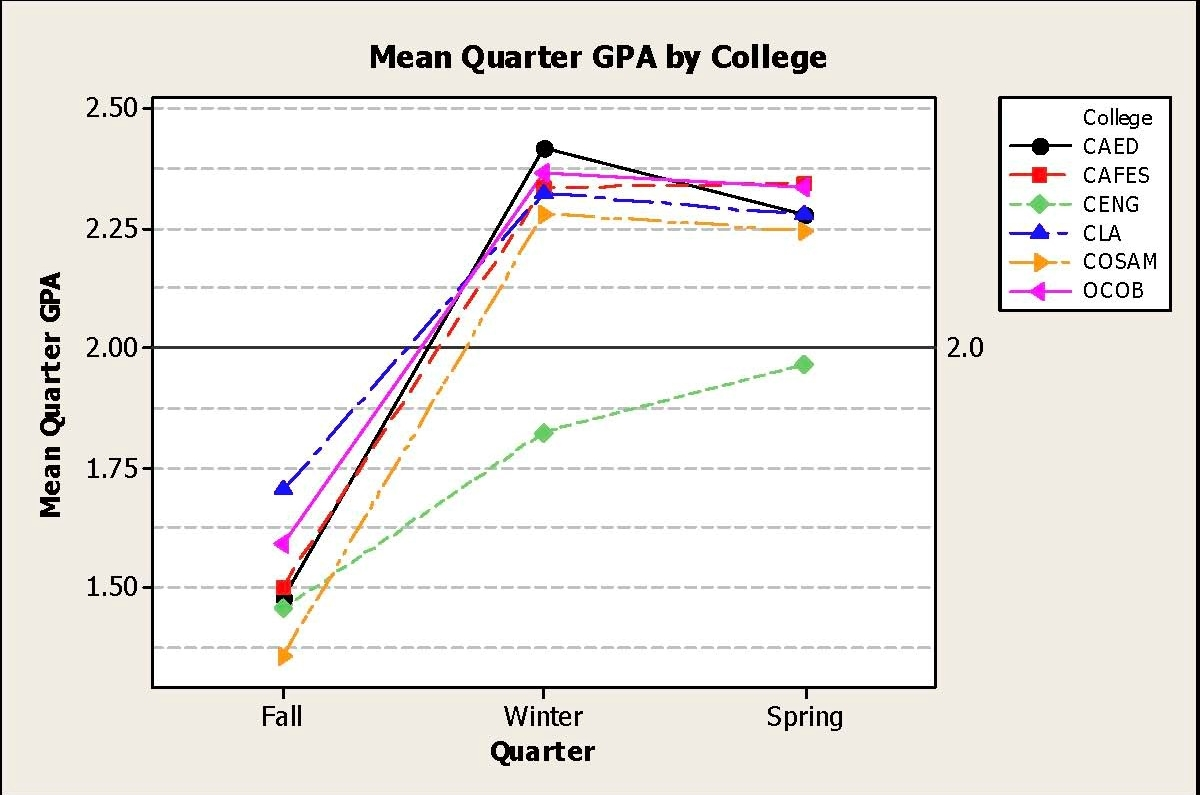 Mean Quarter GPA by College
2.50
2.25
2.00
1.75
1.50
Mean Quarter GPA
2.0
Fall Winter Spring
Quarter
College
CAED
CAFES
CENG
CLA
COSAM
OCOB